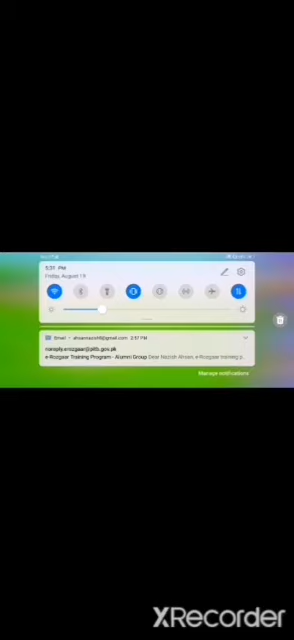 5:31 PM
Friday, August 19
Gmail • ahsannazish8@gmail.com 2:57 PM
noreply.erozgaar@pitb.gov.pk
e-Rozgaar Training Program - Alumni Group Dear Nazish Ahsan, e-Rozgaar training p..
Manage notifications
XRecorder